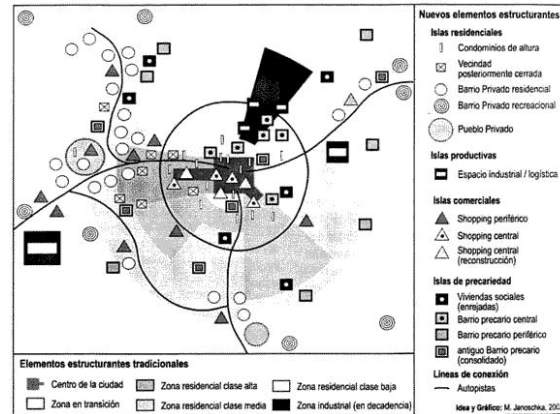 Nuevos elementos estructurantes
Islas residenciales
Condominios de altura
Vecindad
posteriormente cerrada
Barrio Privado residencial
Barrio Privado recreacional
Pueblo Privado
Islas productivas
Espacio industrial / logística
Islas comerciales
Shopping periférico
Shopping central
Shopping central
(reconstrucción)
Islas de precariedad
Viviendas sociales
(enrejadas)
Barrio precario central
Barrio precario periférico
antiguo Barrio precario
(consolidado)
Líneas de conexión
Autopistas
Idea y Gráfico: M. Janoschka,
Elementos estructurantes tradicionales
Centro de la ciudad
Zona residencial clase alta
Zona residencial clase baja
Zona en transición
Zona residencial clase media
Zona industrial (en decadencia)